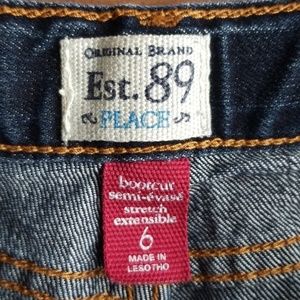 ORIGINAL BRAND
Est. 89
PLACE
bootcut
semi-évasé
stretch
extensible
6
MADE IN
LESOTHO